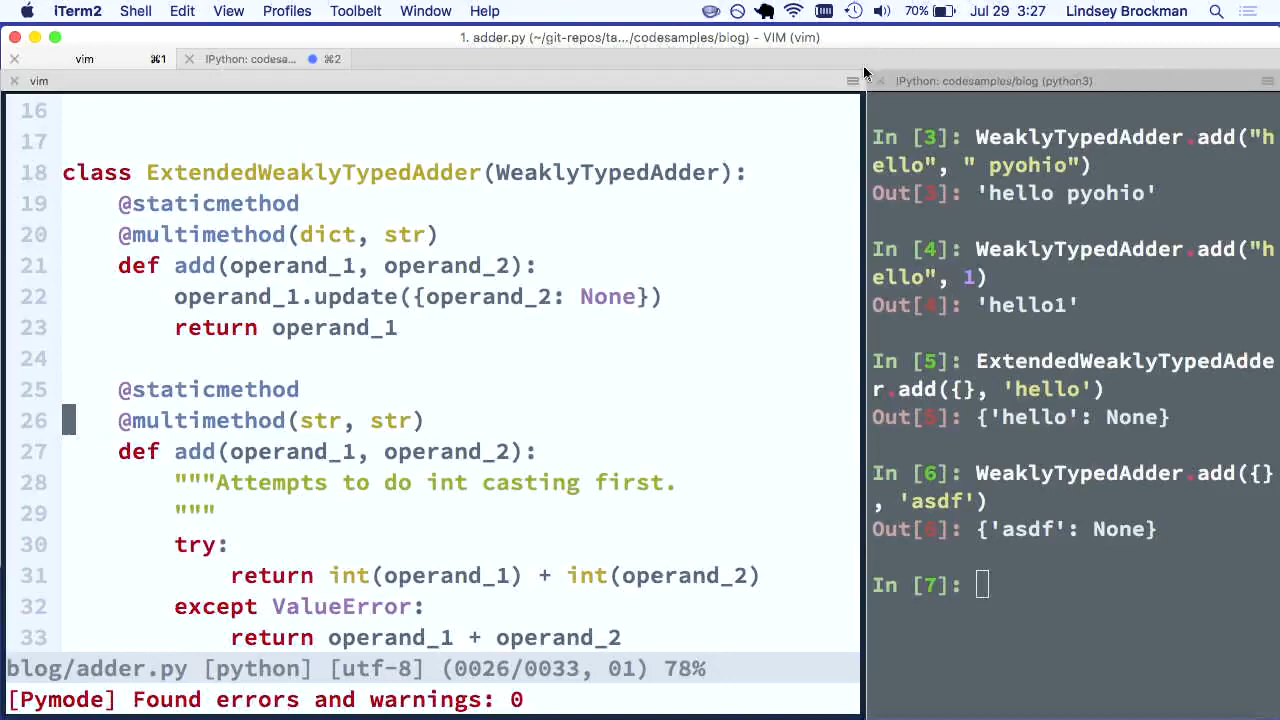 iTerm2 Shell Edit View Profiles Toolbelt Window Help 70% Jul 29 3:27 Lindsey Brockman
1. adder.py (~/git-repos/ta.../codesamples/blog) - VIM (vim)
vim ⌘1 IPython: codesa... ⌘2
vim
IPython: codesamples/blog (python3)
16
17
18 class ExtendedWeaklyTypedAdder(WeaklyTypedAdder):
19 @staticmethod
20 @multimethod(dict, str)
21 def add(operand_1, operand_2):
22 operand_1.update({operand_2: None})
23 return operand_1
24
25 @staticmethod
26 @multimethod(str, str)
27 def add(operand_1, operand_2):
28 """Attempts to do int casting first.
29 """
30 try:
31 return int(operand_1) + int(operand_2)
32 except ValueError:
33 return operand_1 + operand_2
blog/adder.py [python] [utf-8] (0026/0033, 01) 78%
[Pymode] Found errors and warnings: 0
In [3]: WeaklyTypedAdder.add("h
ello", " pyohio")
Out[3]: 'hello pyohio'
In [4]: WeaklyTypedAdder.add("h
ello", 1)
Out[4]: 'hello1'
In [5]: ExtendedWeaklyTypedAdde
r.add({}, 'hello')
Out[5]: {'hello': None}
In [6]: WeaklyTypedAdder.add({}
, 'asdf')
Out[6]: {'asdf': None}
In [7]: